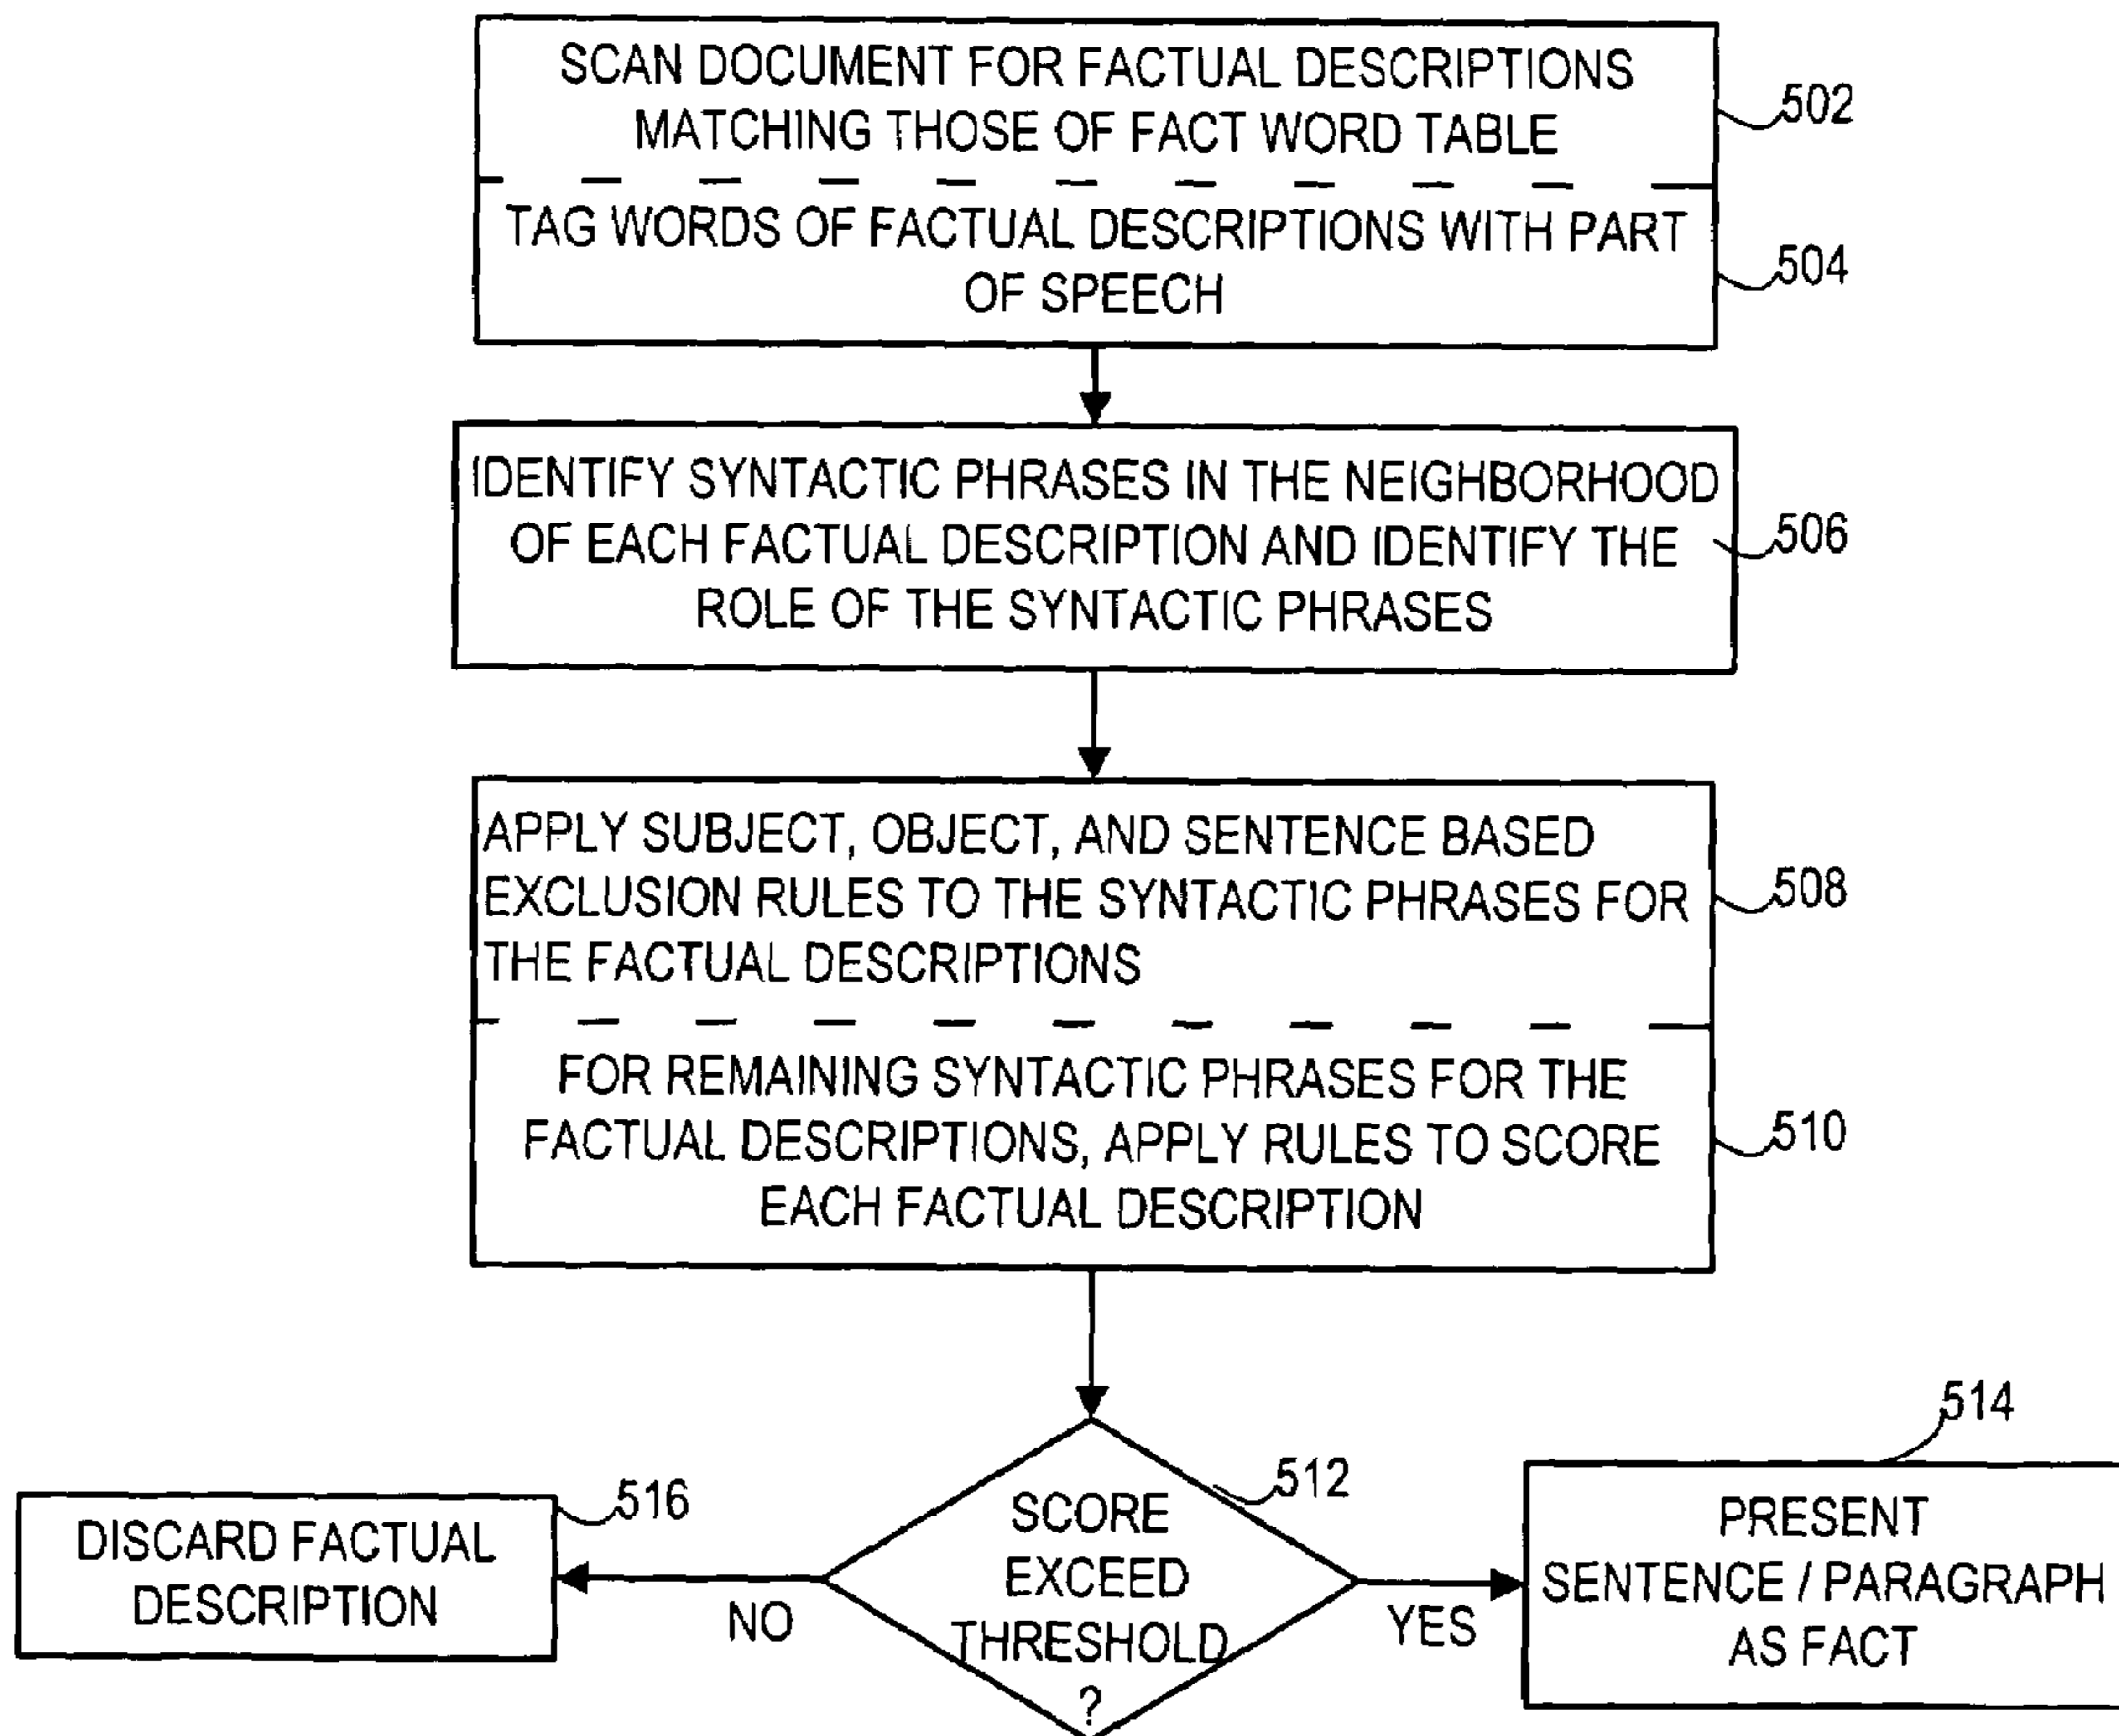 SCAN DOCUMENT FOR FACTUAL DESCRIPTIONS
MATCHING THOSE OF FACT WORD TABLE
502
TAG WORDS OF FACTUAL DESCRIPTIONS WITH PART
OF SPEECH
504
IDENTIFY SYNTACTIC PHRASES IN THE NEIGHBORHOOD
OF EACH FACTUAL DESCRIPTION AND IDENTIFY THE
ROLE OF THE SYNTACTIC PHRASES
506
APPLY SUBJECT, OBJECT, AND SENTENCE BASED
EXCLUSION RULES TO THE SYNTACTIC PHRASES FOR
THE FACTUAL DESCRIPTIONS
508
FOR REMAINING SYNTACTIC PHRASES FOR THE
FACTUAL DESCRIPTIONS, APPLY RULES TO SCORE
EACH FACTUAL DESCRIPTION
510
516
DISCARD FACTUAL
DESCRIPTION
NO
512
SCORE
EXCEED
THRESHOLD
?
YES
514
PRESENT
SENTENCE / PARAGRAPH
AS FACT